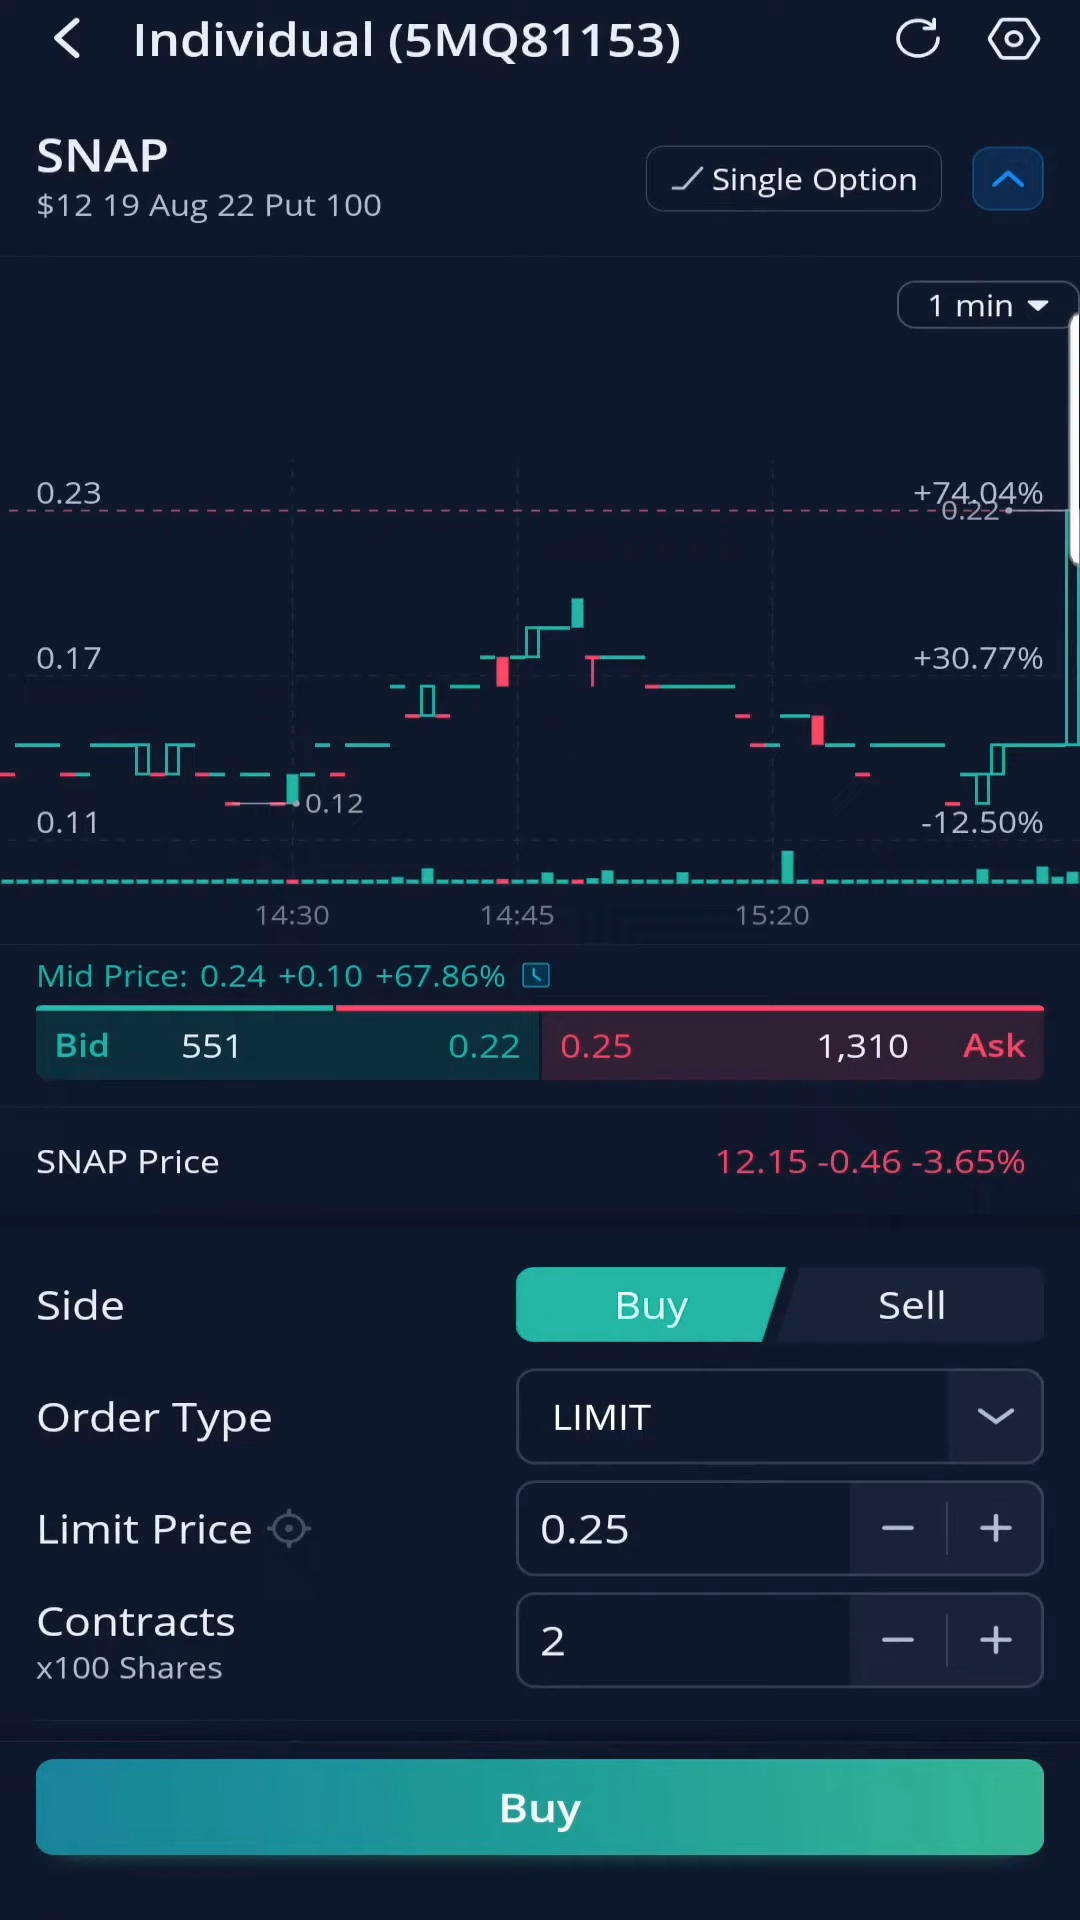 Individual (5MQ81153)
SNAP
$12 19 Aug 22 Put 100
Single Option
1 min
0.23
+74.04%
0.22
0.17
+30.77%
0.12
0.11
-12.50%
14:30
14:45
15:20
Mid Price: 0.24 +0.10 +67.86%
Bid 551 0.22 0.25 1,310 Ask
SNAP Price 12.15 -0.46 -3.65%
Side Buy Sell
Order Type LIMIT
Limit Price 0.25 − +
Contracts 2 − +
x100 Shares
Buy